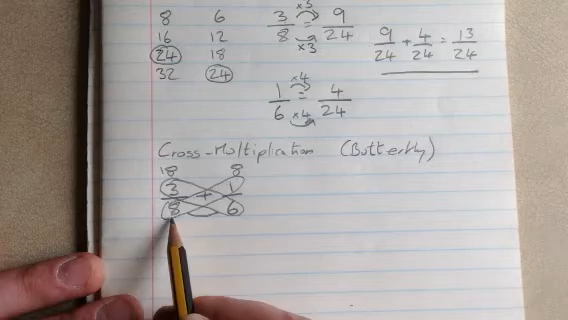 8 6
16 12
24 18
32 24
3/8 = 9/24
×3
×3
9/24 + 4/24 = 13/24
1/6 = 4/24
×4
×4
Cross-Multiplication (Butterfly)
18 8
3/8 + 1/6